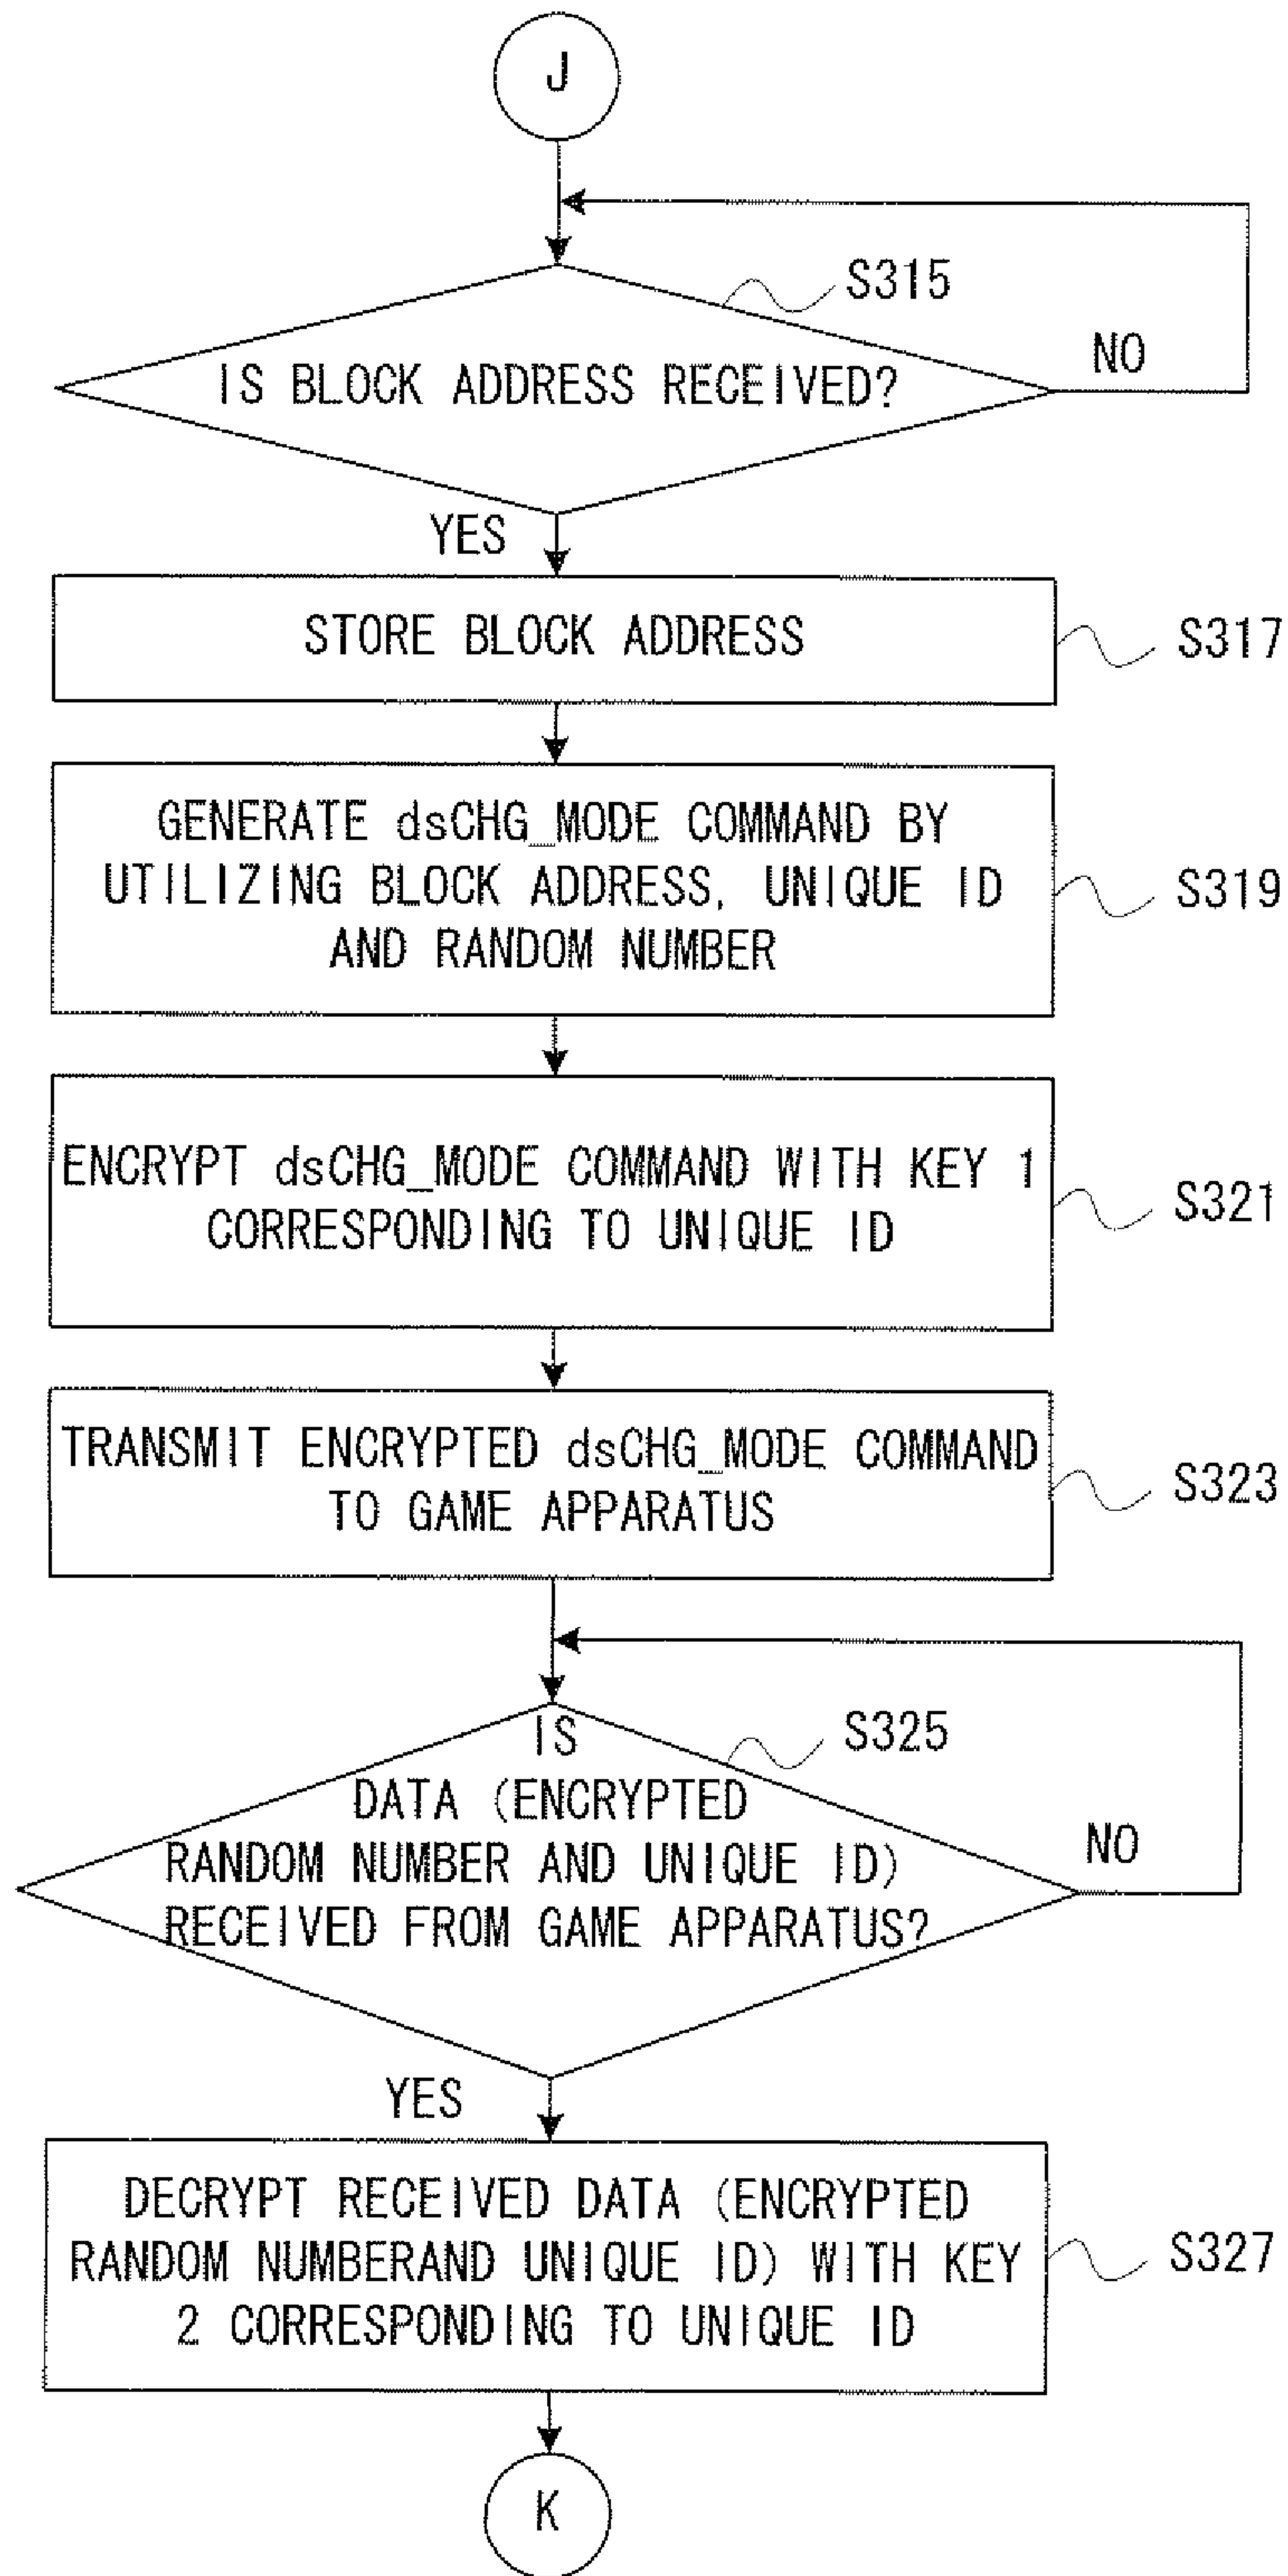 J
S315
IS BLOCK ADDRESS RECEIVED?
NO
YES
STORE BLOCK ADDRESS
S317
GENERATE dsCHG_MODE COMMAND BY
UTILIZING BLOCK ADDRESS, UNIQUE ID
AND RANDOM NUMBER
S319
ENCRYPT dsCHG_MODE COMMAND WITH KEY 1
CORRESPONDING TO UNIQUE ID
S321
TRANSMIT ENCRYPTED dsCHG_MODE COMMAND
TO GAME APPARATUS
S323
S325
IS
DATA (ENCRYPTED
RANDOM NUMBER AND UNIQUE ID)
RECEIVED FROM GAME APPARATUS?
NO
YES
DECRYPT RECEIVED DATA (ENCRYPTED
RANDOM NUMBERAND UNIQUE ID) WITH KEY
2 CORRESPONDING TO UNIQUE ID
S327
K